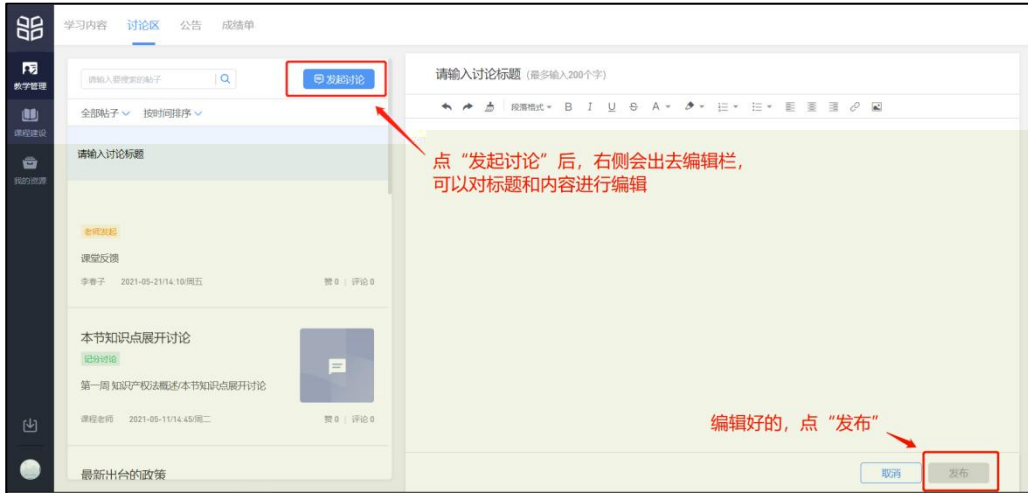 学习内容 讨论区 公告 成绩单
教学管理
课程建设
我的资源
请输入要搜索的帖子
发起讨论
全部帖子 按时间排序
请输入讨论标题
老师发起
课堂反馈
李春子 2021-05-21/14:10/周五 赞 0 | 评论 0
本节知识点展开讨论
记分讨论
第一周 知识产权法概述/本节知识点展开讨论
课程老师 2021-05-11/14:45/周二 赞 0 | 评论 0
最新出台的政策
请输入讨论标题 (最多输入200个字)
段落格式 B I U S A
点“发起讨论”后，右侧会出去编辑栏，
可以对标题和内容进行编辑
编辑好的，点“发布”
取消 发布